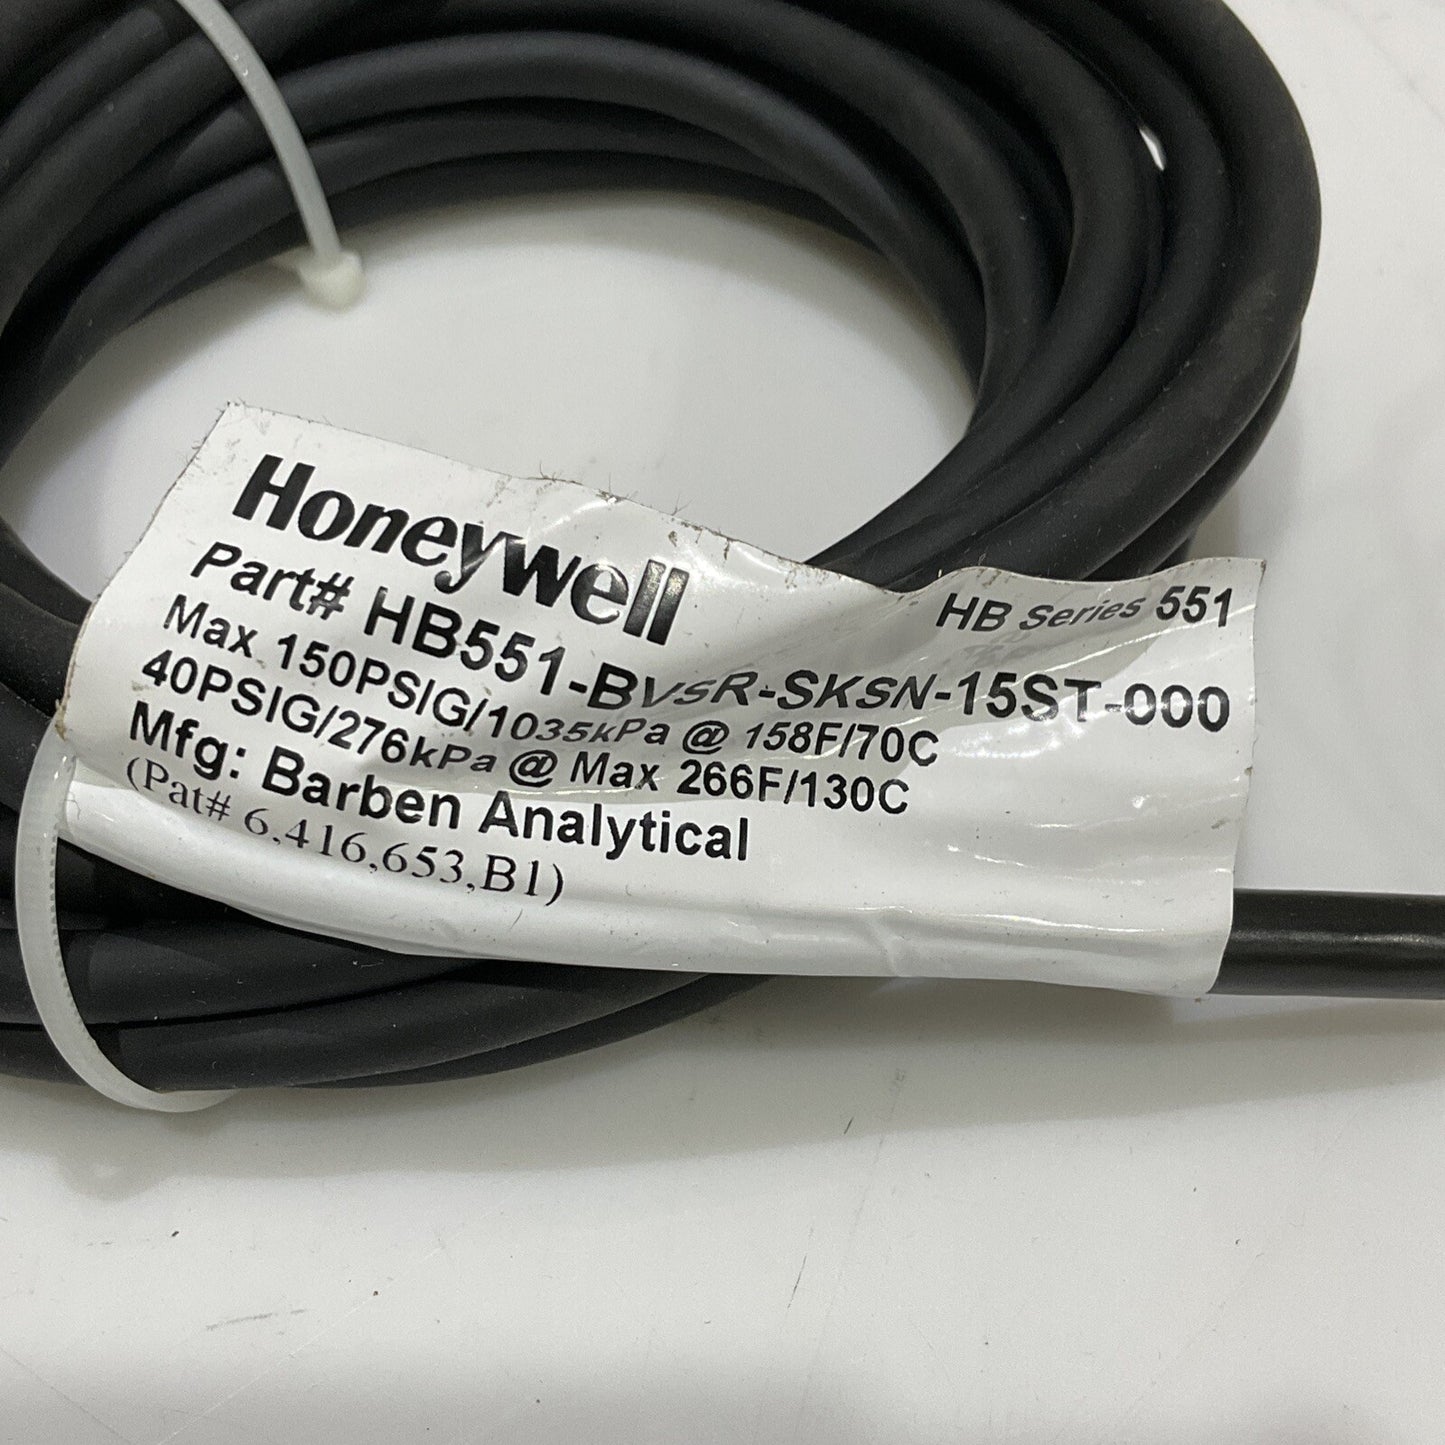 Honeywell
HB Series 551
Part# HB551-BVSR-SKSN-15ST-000
Max 150PSIG/1035kPa @ 158F/70C
40PSIG/276kPa @ Max 266F/130C
Mfg: Barben Analytical
(Pat# 6,416,653,B1)